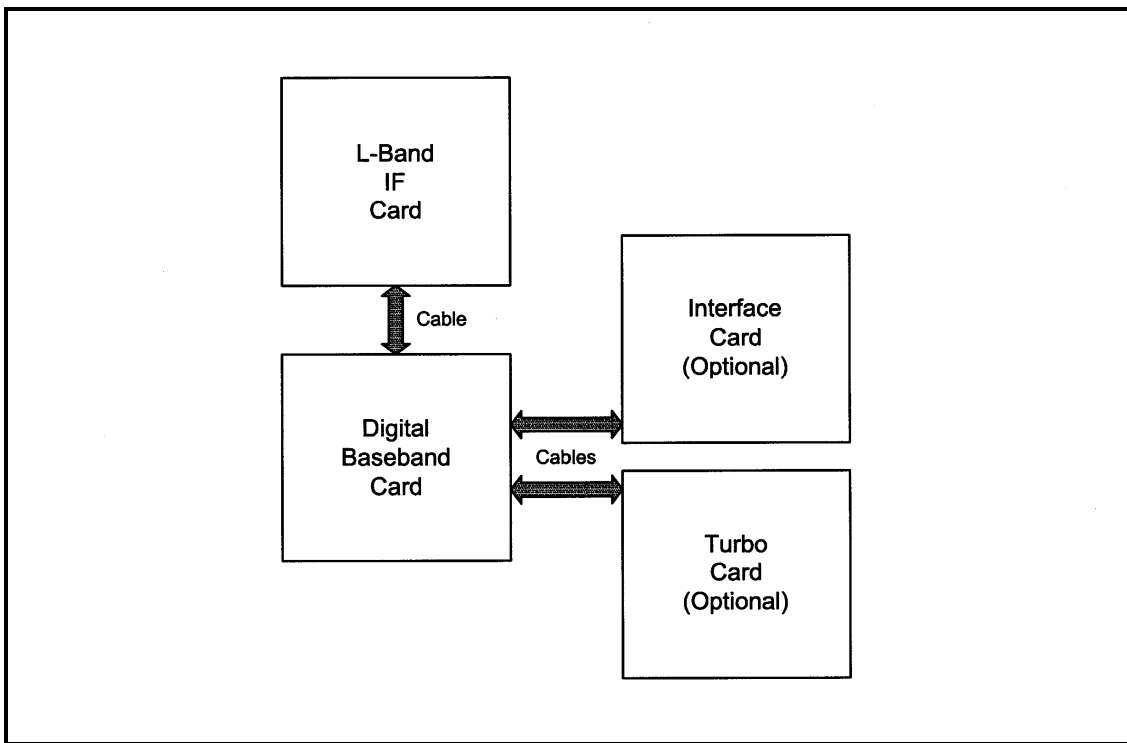 L-Band
IF
Card
Cable
Interface
Card
(Optional)
Digital
Baseband
Card
Cables
Turbo
Card
(Optional)